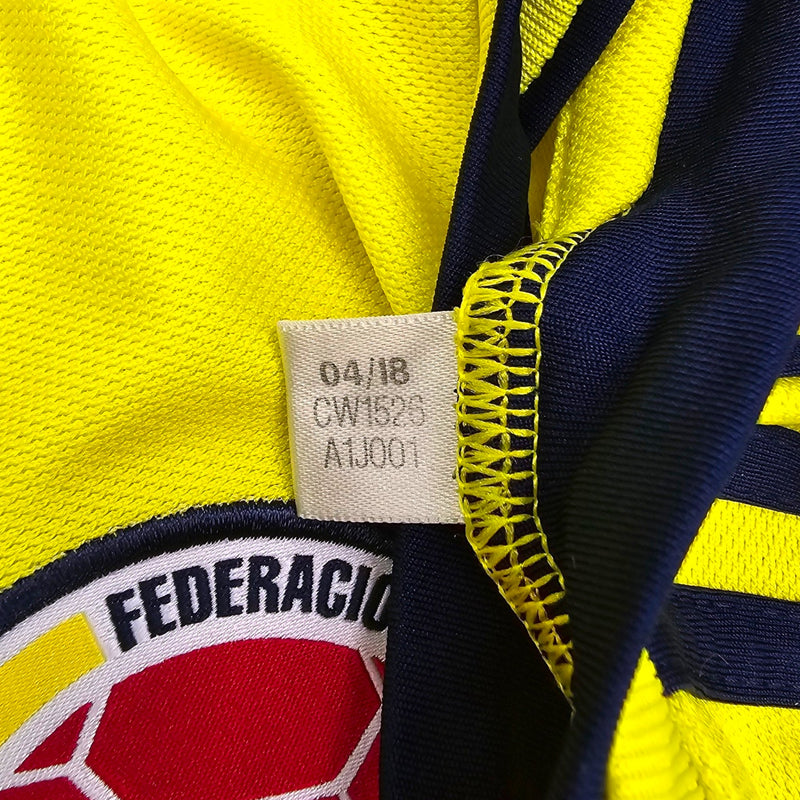 04/18
CW1526
A1J001
FEDERACIO